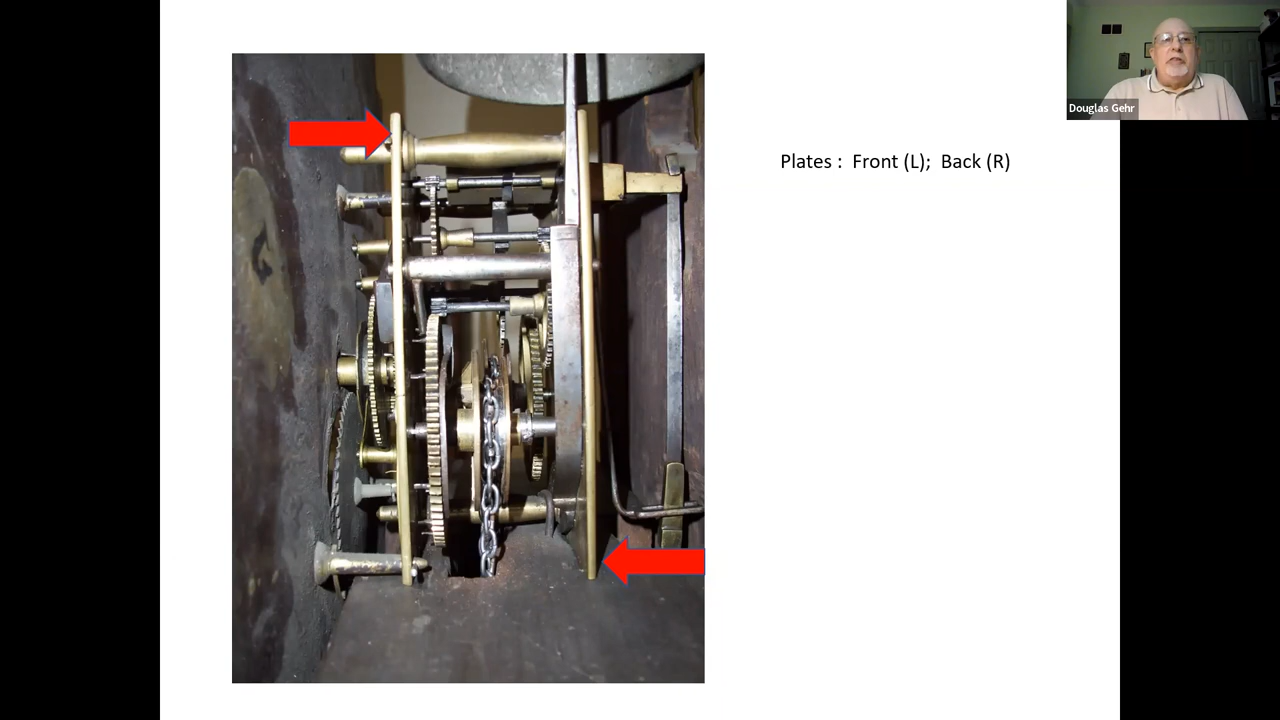 Douglas Gehr
Plates :  Front (L);  Back (R)